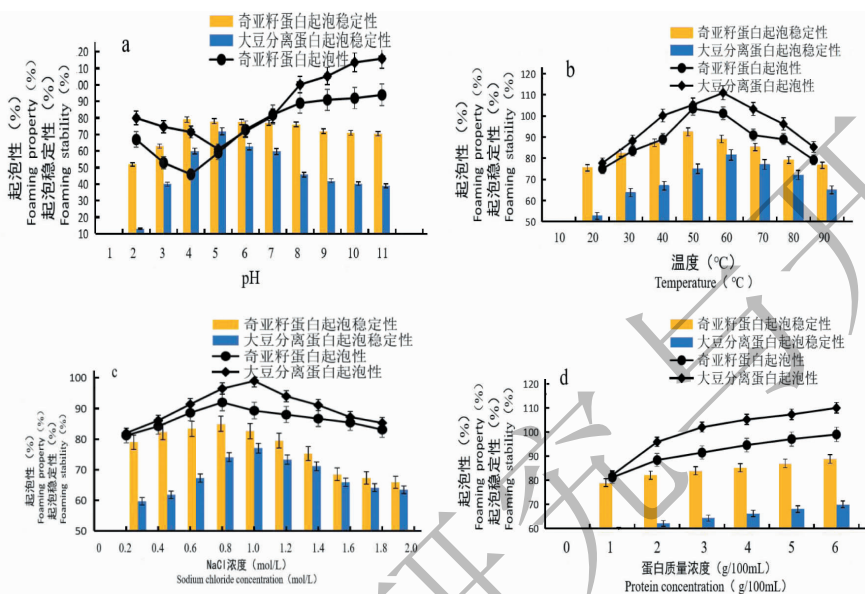 a
奇亚籽蛋白起泡稳定性
大豆分离蛋白起泡稳定性
奇亚籽蛋白起泡性
起泡性（%）
Foaming property（%）
起泡稳定性（%）
Foaming stability（%）
20
10
00
90
80
70
60
50
40
30
20
10
1 2 3 4 5 6 7 8 9 10 11
pH
b
奇亚籽蛋白起泡稳定性
大豆分离蛋白起泡稳定性
奇亚籽蛋白起泡性
大豆分离蛋白起泡性
起泡性（%）
Foaming property（%）
起泡稳定性（%）
Foaming stability（%）
120
110
100
90
80
70
60
50
10 20 30 40 50 60 70 80 90
温度（℃）
Temperature（℃）
c
奇亚籽蛋白起泡稳定性
大豆分离蛋白起泡稳定性
奇亚籽蛋白起泡性
大豆分离蛋白起泡性
起泡性（%）
Foaming property（%）
起泡稳定性（%）
Foaming stability（%）
100
90
80
70
60
50
0 0.2 0.4 0.6 0.8 1.0 1.2 1.4 1.6 1.8 2.0
NaCl浓度（mol/L）
Sodium chloride concentration（mol/L）
d
奇亚籽蛋白起泡稳定性
大豆分离蛋白起泡稳定性
奇亚籽蛋白起泡性
大豆分离蛋白起泡性
起泡性（%）
Foaming property（%）
起泡稳定性（%）
Foaming stability（%）
120
110
100
90
80
70
60
0 1 2 3 4 5 6
蛋白质量浓度（g/100mL）
Protein concentration（g/100mL）
研究与开